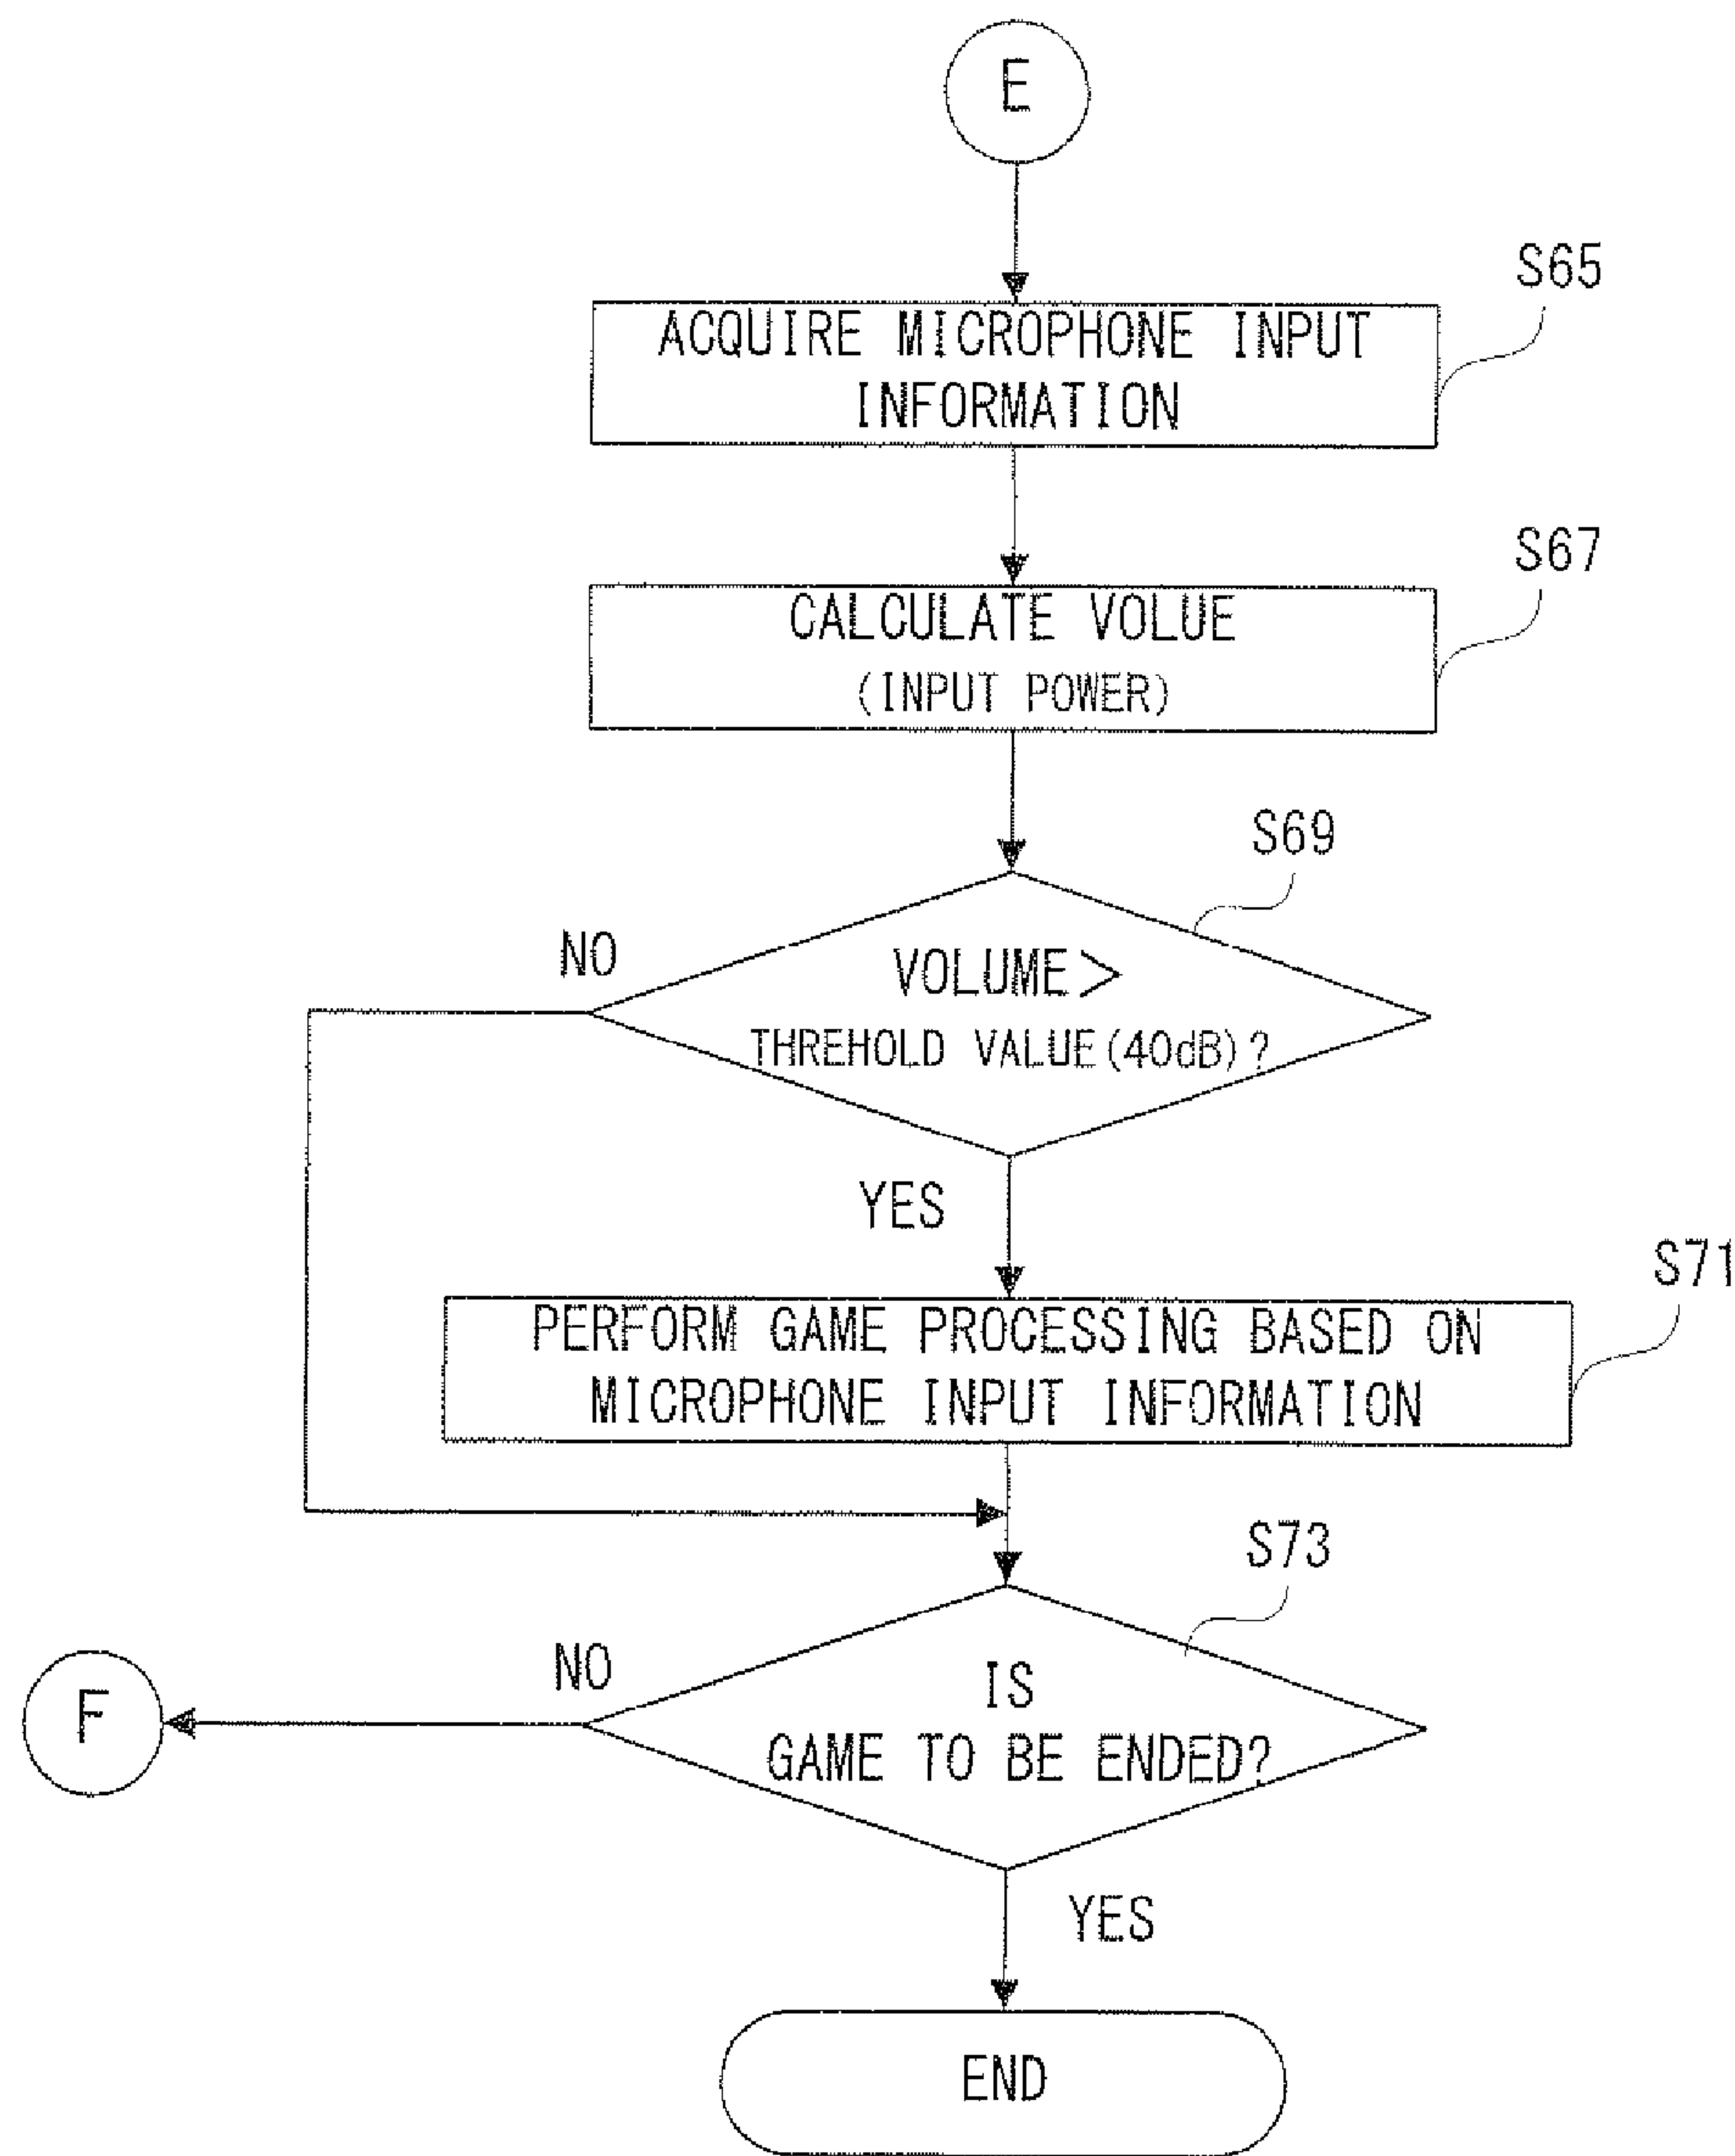 E
S65
ACQUIRE MICROPHONE INPUT
INFORMATION
S67
CALCULATE VOLUE
(INPUT POWER)
S69
NO
VOLUME>
THREHOLD VALUE(40dB)?
YES
S71
PERFORM GAME PROCESSING BASED ON
MICROPHONE INPUT INFORMATION
S73
NO
F
IS
GAME TO BE ENDED?
YES
END